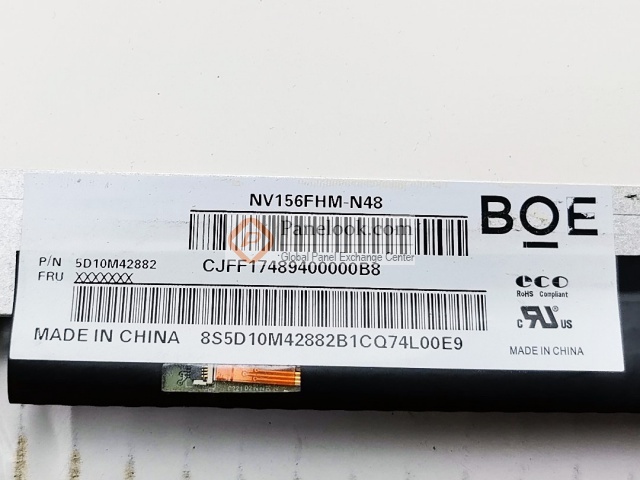 NV156FHM-N48
BOE
Panelook.com
Global Panel Exchange Center
P/N 5D10M42882
CJFF17489400000B8
FRU XXXXXXX
eco
RoHS Compliant
c US
MADE IN CHINA 8S5D10M42882B1CQ74L00E9
MADE IN CHINA